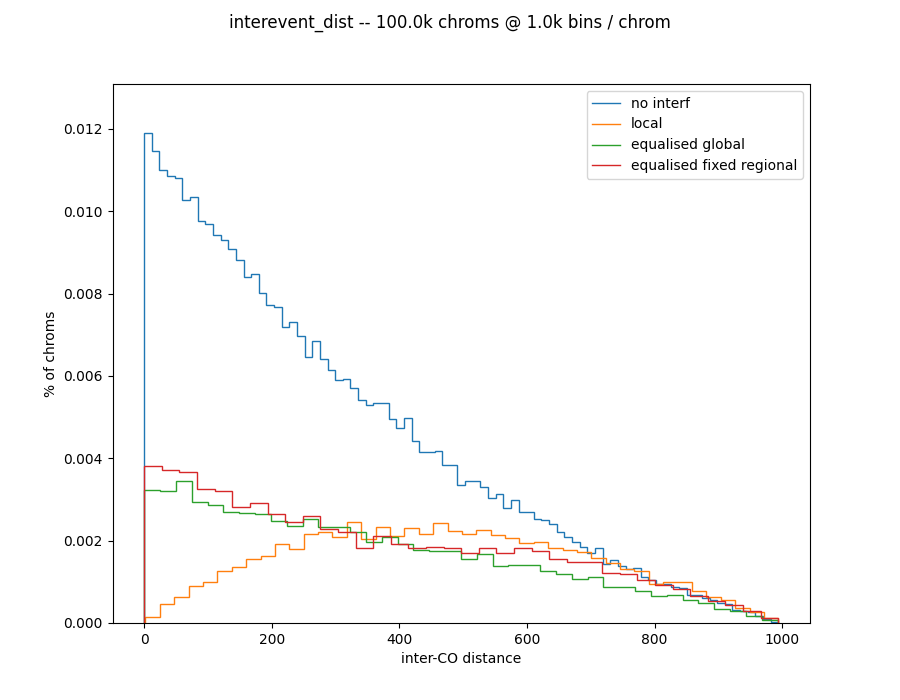 interevent_dist -- 100.0k chroms @ 1.0k bins / chrom
no interf
local
equalised global
equalised fixed regional
% of chroms
0.012
0.010
0.008
0.006
0.004
0.002
0.000
0 200 400 600 800 1000
inter-CO distance